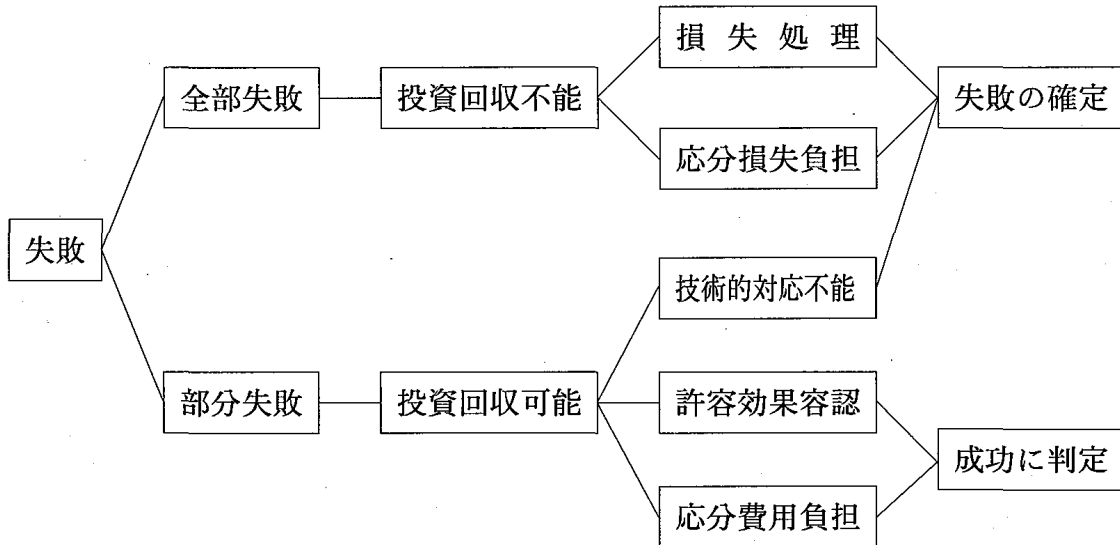 損失処理
全部失敗
投資回収不能
失敗の確定
応分損失負担
失敗
技術的対応不能
部分失敗
投資回収可能
許容効果容認
成功に判定
応分費用負担